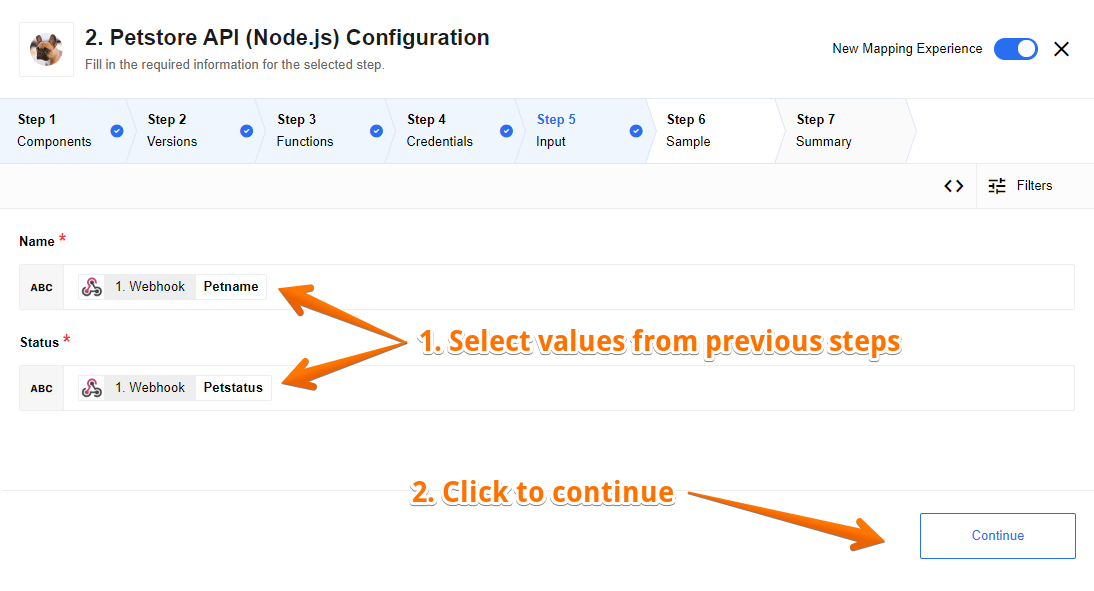 2. Petstore API (Node.js) Configuration
Fill in the required information for the selected step.
New Mapping Experience
Step 1
Components
Step 2
Versions
Step 3
Functions
Step 4
Credentials
Step 5
Input
Step 6
Sample
Step 7
Summary
<> Filters
Name *
ABC 1. Webhook Petname
1. Select values from previous steps
Status *
ABC 1. Webhook Petstatus
2. Click to continue
Continue